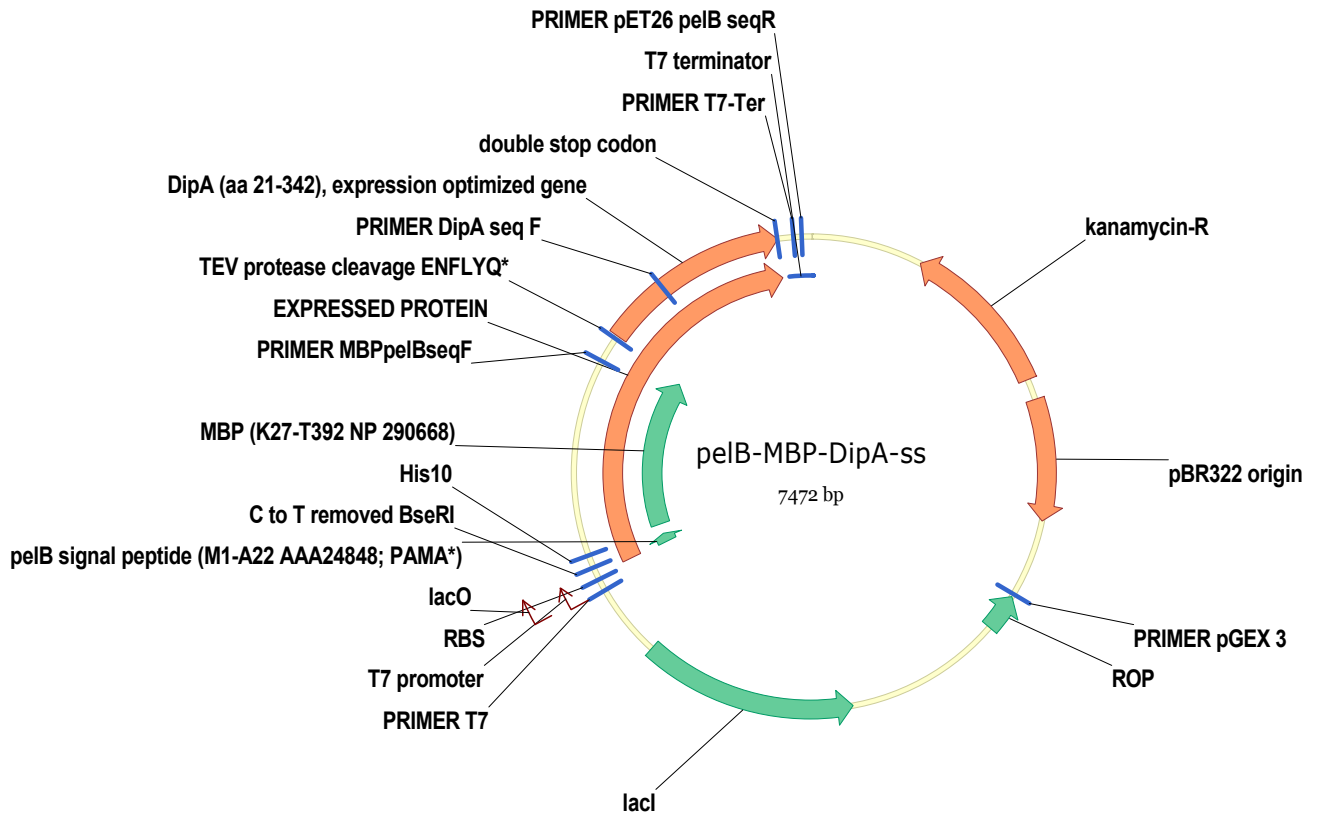 PRIMER pET26 pelB seqR
T7 terminator
PRIMER T7-Ter
double stop codon
DipA (aa 21-342), expression optimized gene
PRIMER DipA seq F
TEV protease cleavage ENFLYQ*
EXPRESSED PROTEIN
PRIMER MBPpelBseqF
MBP (K27-T392 NP 290668)
His10
C to T removed BseRI
pelB signal peptide (M1-A22 AAA24848; PAMA*)
lacO
RBS
T7 promoter
PRIMER T7
lacI
ROP
PRIMER pGEX 3
pBR322 origin
kanamycin-R
pelB-MBP-DipA-ss
7472 bp